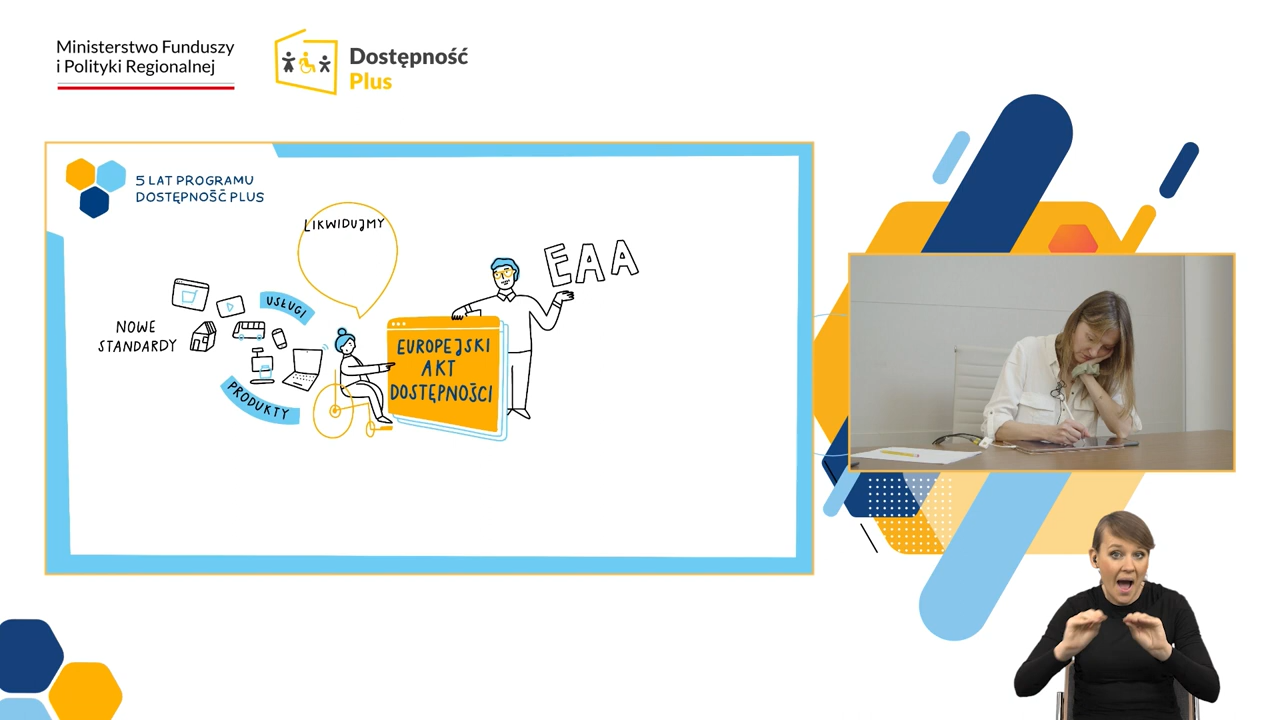 Ministerstwo Funduszy
i Polityki Regionalnej
Dostępność
Plus
5 LAT PROGRAMU
DOSTĘPNOŚĆ PLUS
LIKWIDUJMY
EAA
USŁUGI
NOWE
STANDARDY
PRODUKTY
EUROPEJSKI
AKT
DOSTĘPNOŚCI